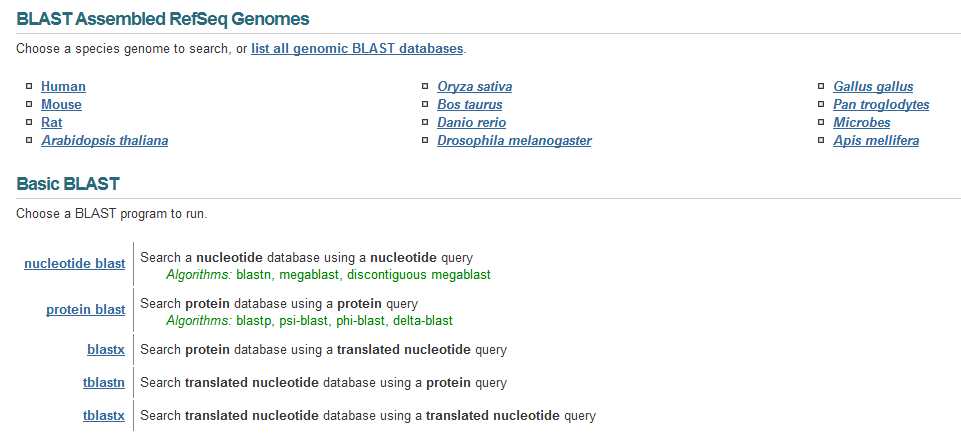 BLAST Assembled RefSeq Genomes
Choose a species genome to search, or list all genomic BLAST databases.
Human
Mouse
Rat
Arabidopsis thaliana
Oryza sativa
Bos taurus
Danio rerio
Drosophila melanogaster
Gallus gallus
Pan troglodytes
Microbes
Apis mellifera
Basic BLAST
Choose a BLAST program to run.
nucleotide blast
Search a nucleotide database using a nucleotide query
Algorithms: blastn, megablast, discontiguous megablast
protein blast
Search protein database using a protein query
Algorithms: blastp, psi-blast, phi-blast, delta-blast
blastx
Search protein database using a translated nucleotide query
tblastn
Search translated nucleotide database using a protein query
tblastx
Search translated nucleotide database using a translated nucleotide query